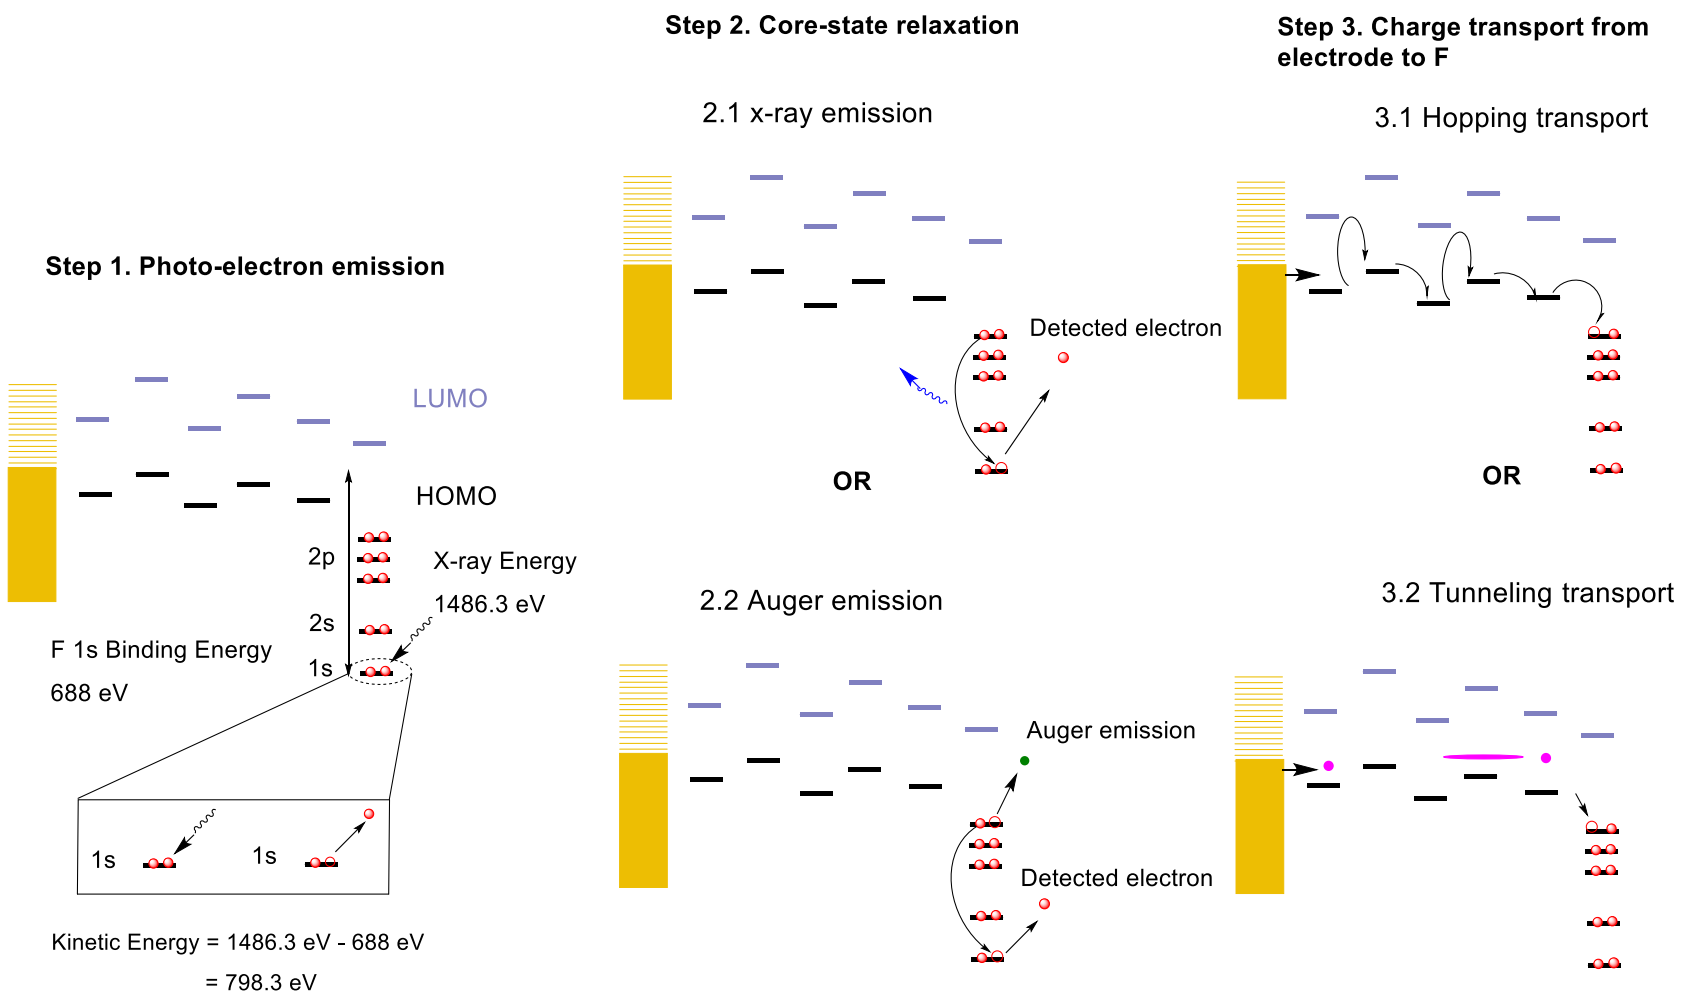 Step 1. Photo-electron emission
LUMO
HOMO
2p
X-ray Energy
1486.3 eV
2s
F 1s Binding Energy
688 eV
1s
1s
1s
Kinetic Energy = 1486.3 eV - 688 eV
= 798.3 eV
Step 2. Core-state relaxation
2.1 x-ray emission
Detected electron
OR
2.2 Auger emission
Auger emission
Detected electron
Step 3. Charge transport from
electrode to F
3.1 Hopping transport
OR
3.2 Tunneling transport